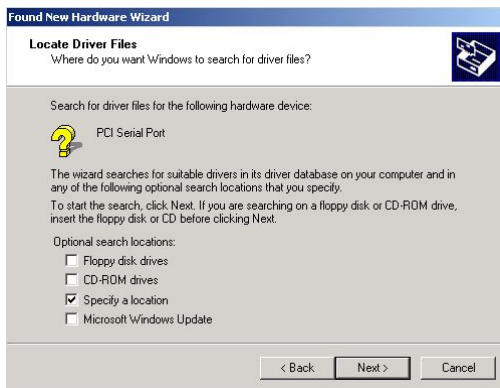 Found New Hardware Wizard
Locate Driver Files
Where do you want Windows to search for driver files?
Search for driver files for the following hardware device:
PCI Serial Port
The wizard searches for suitable drivers in its driver database on your computer and in
any of the following optional search locations that you specify.
To start the search, click Next. If you are searching on a floppy disk or CD-ROM drive,
insert the floppy disk or CD before clicking Next.
Optional search locations:
Floppy disk drives
CD-ROM drives
Specify a location
Microsoft Windows Update
< Back Next > Cancel